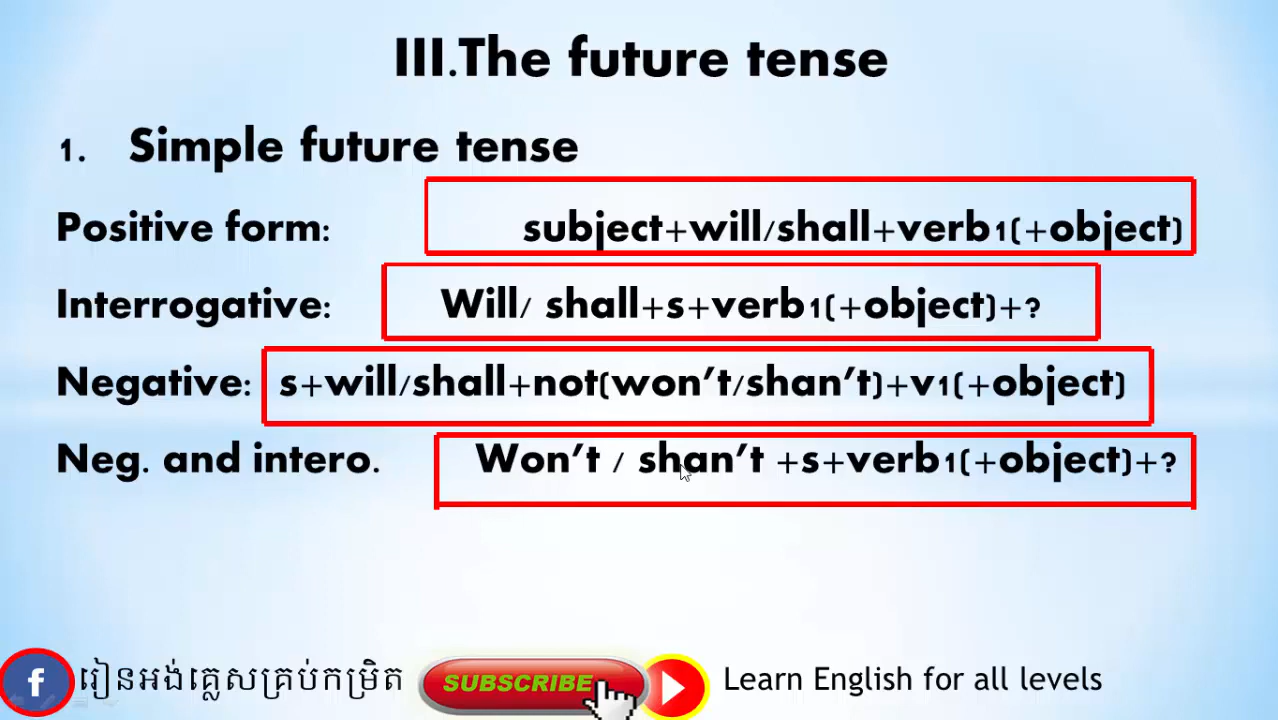 III.The future tense
1. Simple future tense
Positive form: subject+will/shall+verb1(+object)
Interrogative: Will/ shall+s+verb1(+object)+?
Negative: s+will/shall+not(won’t/shan’t)+v1(+object)
Neg. and intero. Won’t / shan’t +s+verb1(+object)+?
f រៀនអង់គ្លេសគ្រប់កម្រិត SUBSCRIBE Learn English for all levels